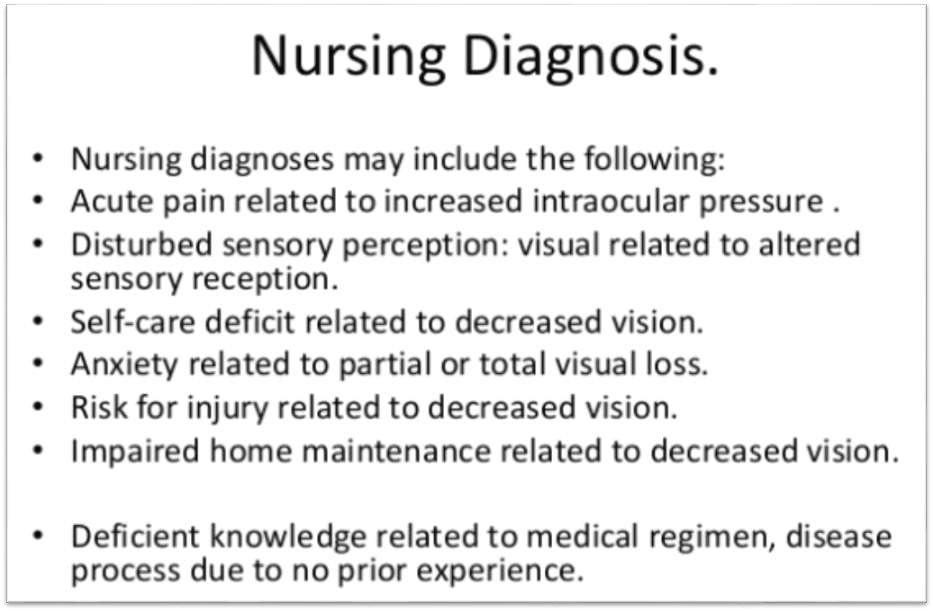 Nursing Diagnosis.
• Nursing diagnoses may include the following:
• Acute pain related to increased intraocular pressure .
• Disturbed sensory perception: visual related to altered
sensory reception.
• Self-care deficit related to decreased vision.
• Anxiety related to partial or total visual loss.
• Risk for injury related to decreased vision.
• Impaired home maintenance related to decreased vision.
• Deficient knowledge related to medical regimen, disease
process due to no prior experience.